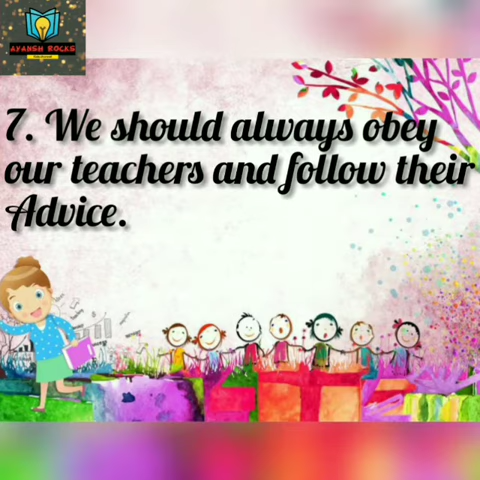 AYANSH ROCKS
7. We should always obey
our teachers and follow their
Advice.